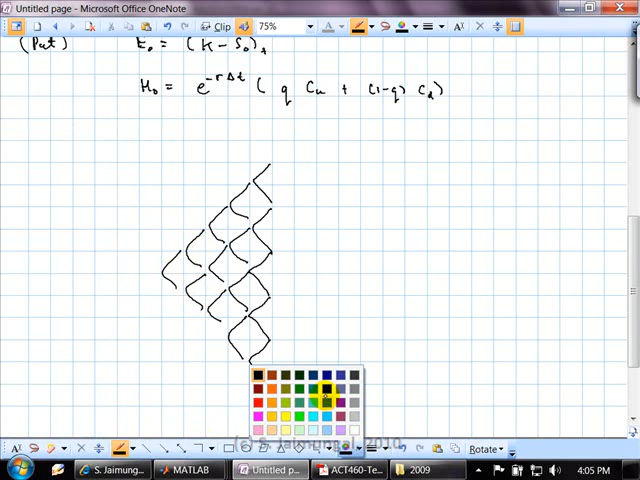 Untitled page - Microsoft OneNote
Back Clip 75%
(Put) E₀ = (K - S₀)₊
H₀ = e^{-rΔt} ( q Cᵤ + (1-q) C_d )
(c) S. Jaimungal, 2010
Rotate
S. Jaimung... MATLAB Untitled p... ACT460-Te... 2009 4:05 PM